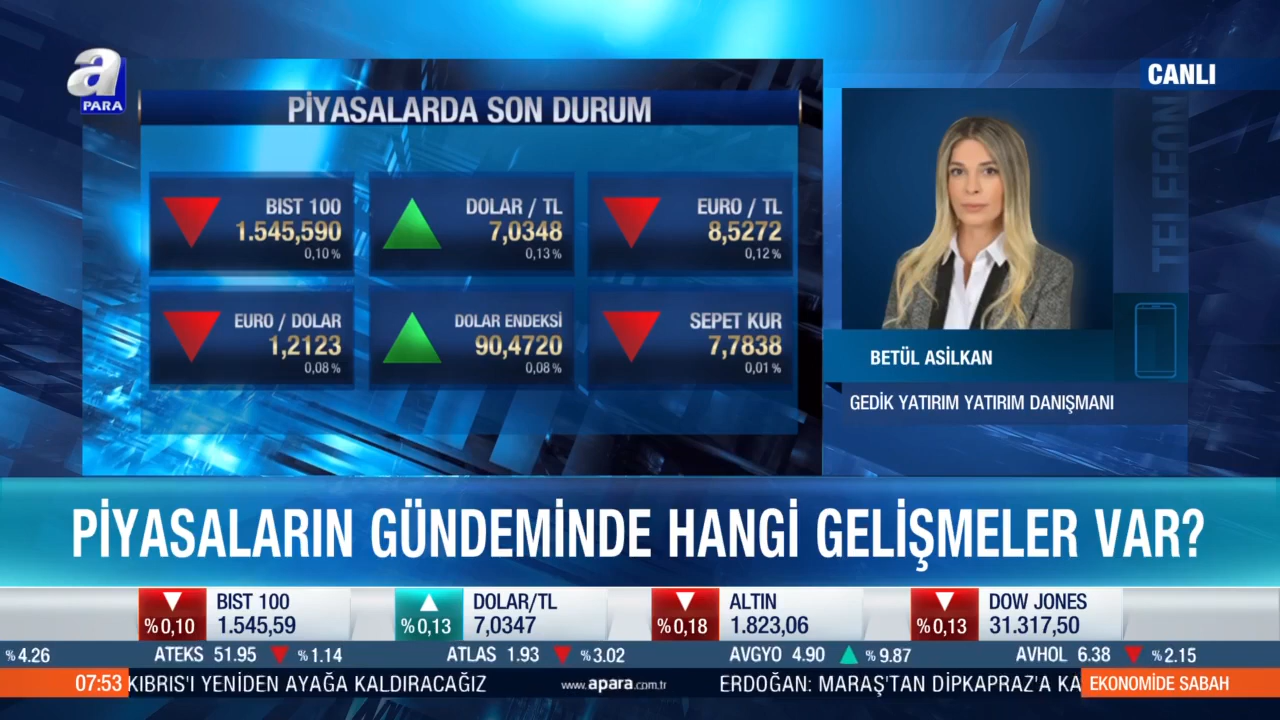 a
PARA
CANLI
PİYASALARDA SON DURUM
BIST 100
1.545,590
0,10 %
DOLAR / TL
7,0348
0,13 %
EURO / TL
8,5272
0,12 %
EURO / DOLAR
1,2123
0,08 %
DOLAR ENDEKSİ
90,4720
0,08 %
SEPET KUR
7,7838
0,01 %
TELEFON
BETÜL ASİLKAN
GEDİK YATIRIM YATIRIM DANIŞMANI
PİYASALARIN GÜNDEMİNDE HANGİ GELİŞMELER VAR?
%0,10 BIST 100 1.545,59
%0,13 DOLAR/TL 7,0347
%0,18 ALTIN 1.823,06
%0,13 DOW JONES 31.317,50
%4.26 ATEKS 51.95 %1.14 ATLAS 1.93 %3.02 AVGYO 4.90 %9.87 AVHOL 6.38 %2.15
07:53 KIBRIS'I YENİDEN AYAĞA KALDIRACAĞIZ www.apara.com.tr ERDOĞAN: MARAŞ'TAN DİPKAPRAZ'A KA EKONOMİDE SABAH